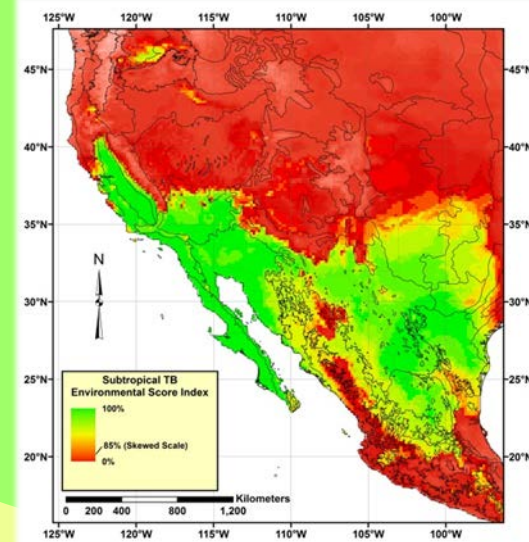 125°W 120°W 115°W 110°W 105°W 100°W
45°N 45°N
40°N 40°N
35°N 35°N
N
30°N 30°N
25°N 25°N
Subtropical TB
Environmental Score Index
100%
85% (Skewed Scale)
0%
20°N 20°N
Kilometers
0 200 400 800 1,200
125°W 120°W 115°W 110°W 105°W 100°W